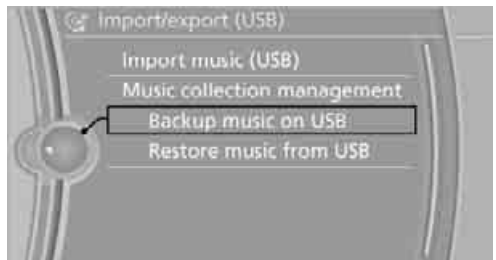 Import/export (USB)
Import music (USB)
Music collection management
Backup music on USB
Restore music from USB